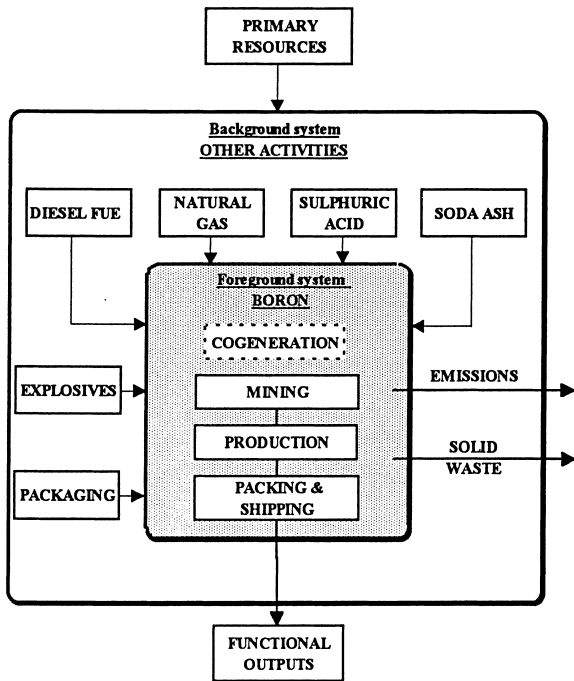 PRIMARY
RESOURCES
Background system
OTHER ACTIVITIES
DIESEL FUE
NATURAL
GAS
SULPHURIC
ACID
SODA ASH
Foreground system
BORON
COGENERATION
EXPLOSIVES
MINING
EMISSIONS
PRODUCTION
SOLID
WASTE
PACKAGING
PACKING &
SHIPPING
FUNCTIONAL
OUTPUTS